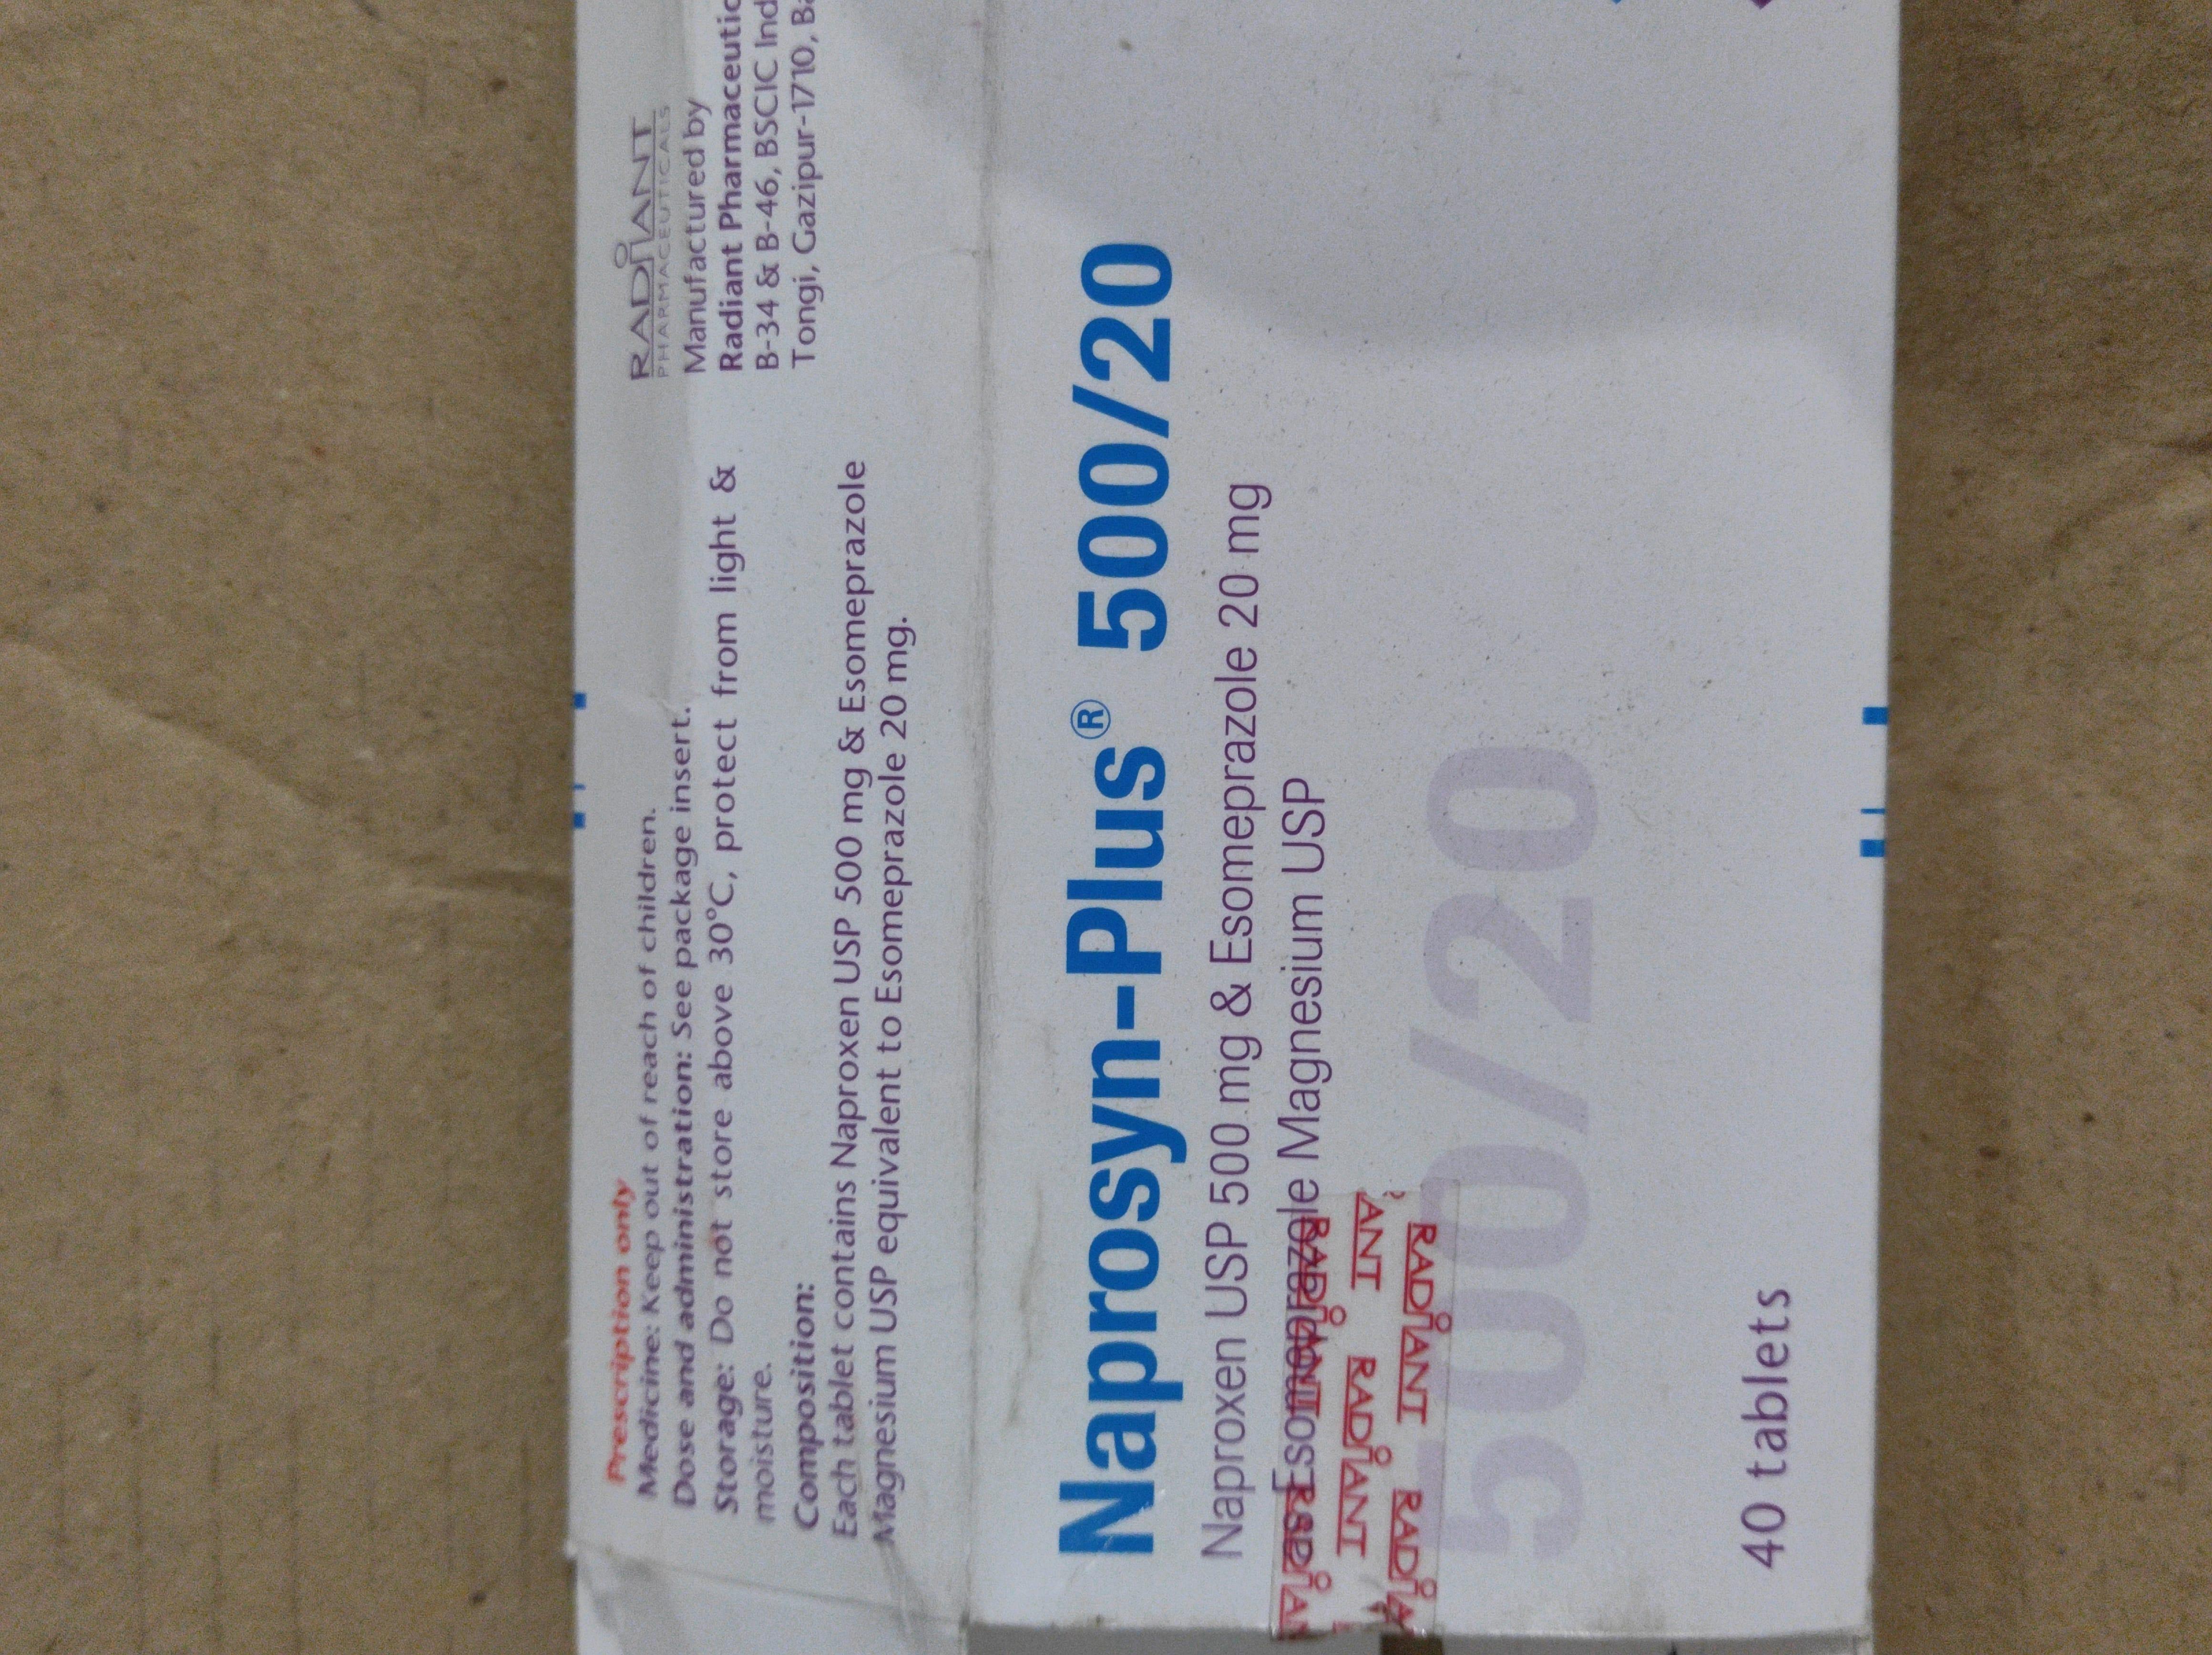 Prescription only
Medicine: Keep out of reach of children.
Dose and administration: See package insert.
Storage: Do not store above 30°C, protect from light &
moisture.
Composition:
Each tablet contains Naproxen USP 500 mg & Esomeprazole
Magnesium USP equivalent to Esomeprazole 20 mg.
RADIANT
PHARMACEUTICALS
Manufactured by
Radiant Pharmaceutic
B-34 & B-46, BSCIC Ind
Tongi, Gazipur-1710, Ba
Naprosyn-Plus® 500/20
Naproxen USP 500 mg & Esomeprazole 20 mg
as Esomeprazole Magnesium USP
RADIANT RADIANT RADIAN
ANT RADIANT
RADIANT RADIA
500/20
40 tablets